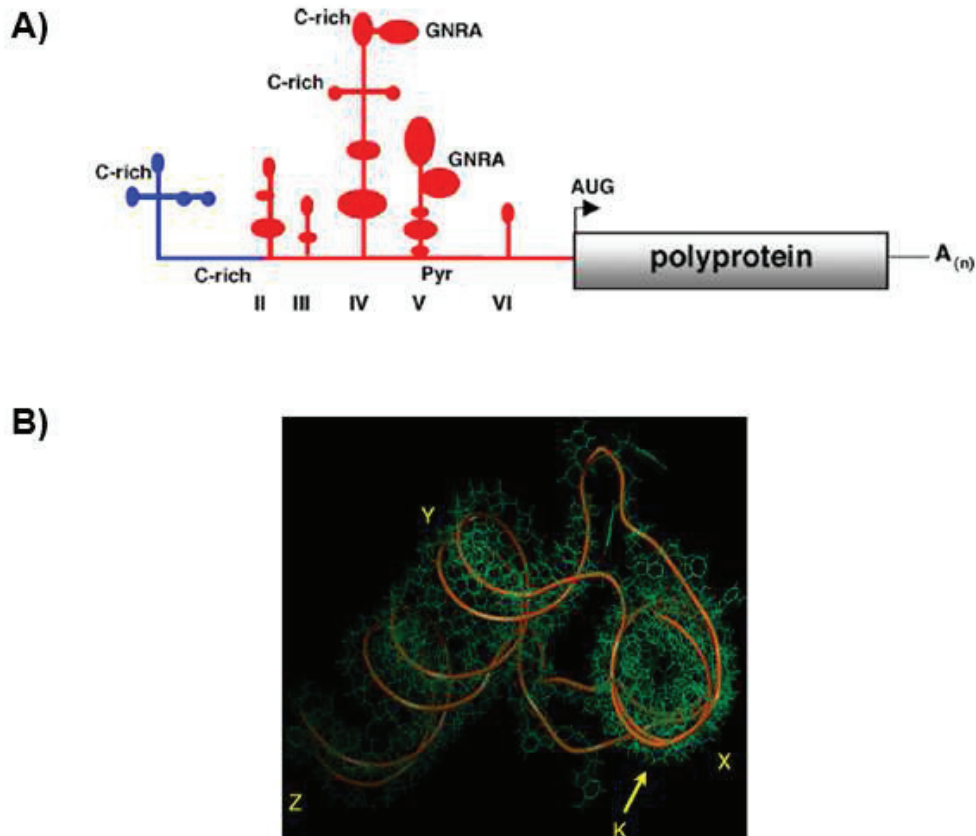 A)
C-rich
GNRA
C-rich
C-rich
GNRA
AUG
polyprotein
A(n)
C-rich
Pyr
II III IV V VI
B)
Y
X
Z
K